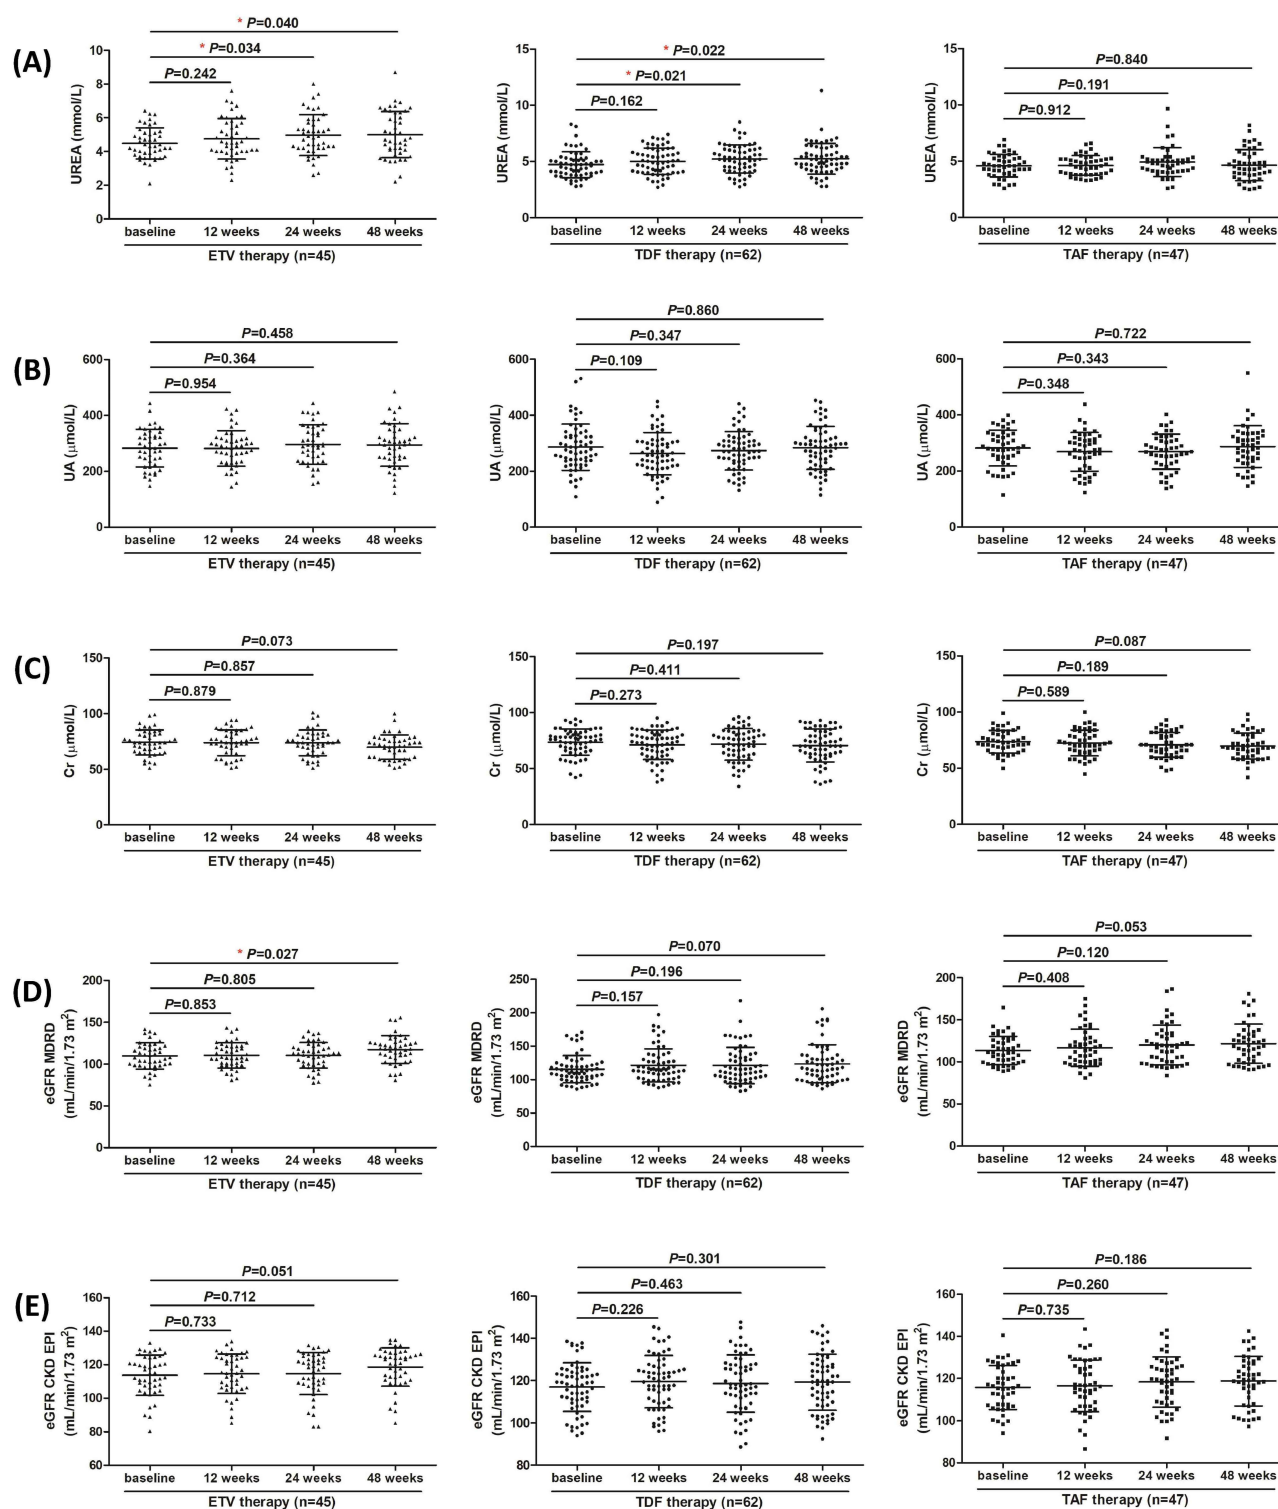 (A)
* P=0.040
* P=0.034
P=0.242
10
8
6
4
2
0
UREA (mmol/L)
baseline 12 weeks 24 weeks 48 weeks
ETV therapy (n=45)
* P=0.022
* P=0.021
P=0.162
15
10
5
0
UREA (mmol/L)
baseline 12 weeks 24 weeks 48 weeks
TDF therapy (n=62)
P=0.840
P=0.191
P=0.912
15
10
5
0
UREA (mmol/L)
baseline 12 weeks 24 weeks 48 weeks
TAF therapy (n=47)
(B)
P=0.458
P=0.364
P=0.954
600
400
200
0
UA (μmol/L)
baseline 12 weeks 24 weeks 48 weeks
ETV therapy (n=45)
P=0.860
P=0.347
P=0.109
600
400
200
0
UA (μmol/L)
baseline 12 weeks 24 weeks 48 weeks
TDF therapy (n=62)
P=0.722
P=0.343
P=0.348
600
400
200
0
UA (μmol/L)
baseline 12 weeks 24 weeks 48 weeks
TAF therapy (n=47)
(C)
P=0.073
P=0.857
P=0.879
150
100
50
0
Cr (μmol/L)
baseline 12 weeks 24 weeks 48 weeks
ETV therapy (n=45)
P=0.197
P=0.411
P=0.273
150
100
50
0
Cr (μmol/L)
baseline 12 weeks 24 weeks 48 weeks
TDF therapy (n=62)
P=0.087
P=0.189
P=0.589
150
100
50
0
Cr (μmol/L)
baseline 12 weeks 24 weeks 48 weeks
TAF therapy (n=47)
(D)
* P=0.027
P=0.805
P=0.853
200
150
100
50
0
eGFR MDRD
(mL/min/1.73 m²)
baseline 12 weeks 24 weeks 48 weeks
ETV therapy (n=45)
P=0.070
P=0.196
P=0.157
250
200
150
100
50
0
eGFR MDRD
(mL/min/1.73 m²)
baseline 12 weeks 24 weeks 48 weeks
TDF therapy (n=62)
P=0.053
P=0.120
P=0.408
200
150
100
50
0
eGFR MDRD
(mL/min/1.73 m²)
baseline 12 weeks 24 weeks 48 weeks
TAF therapy (n=47)
(E)
P=0.051
P=0.712
P=0.733
160
140
120
100
80
60
eGFR CKD EPI
(mL/min/1.73 m²)
baseline 12 weeks 24 weeks 48 weeks
ETV therapy (n=45)
P=0.301
P=0.463
P=0.226
160
140
120
100
80
eGFR CKD EPI
(mL/min/1.73 m²)
baseline 12 weeks 24 weeks 48 weeks
TDF therapy (n=62)
P=0.186
P=0.260
P=0.735
160
140
120
100
80
eGFR CKD EPI
(mL/min/1.73 m²)
baseline 12 weeks 24 weeks 48 weeks
TAF therapy (n=47)